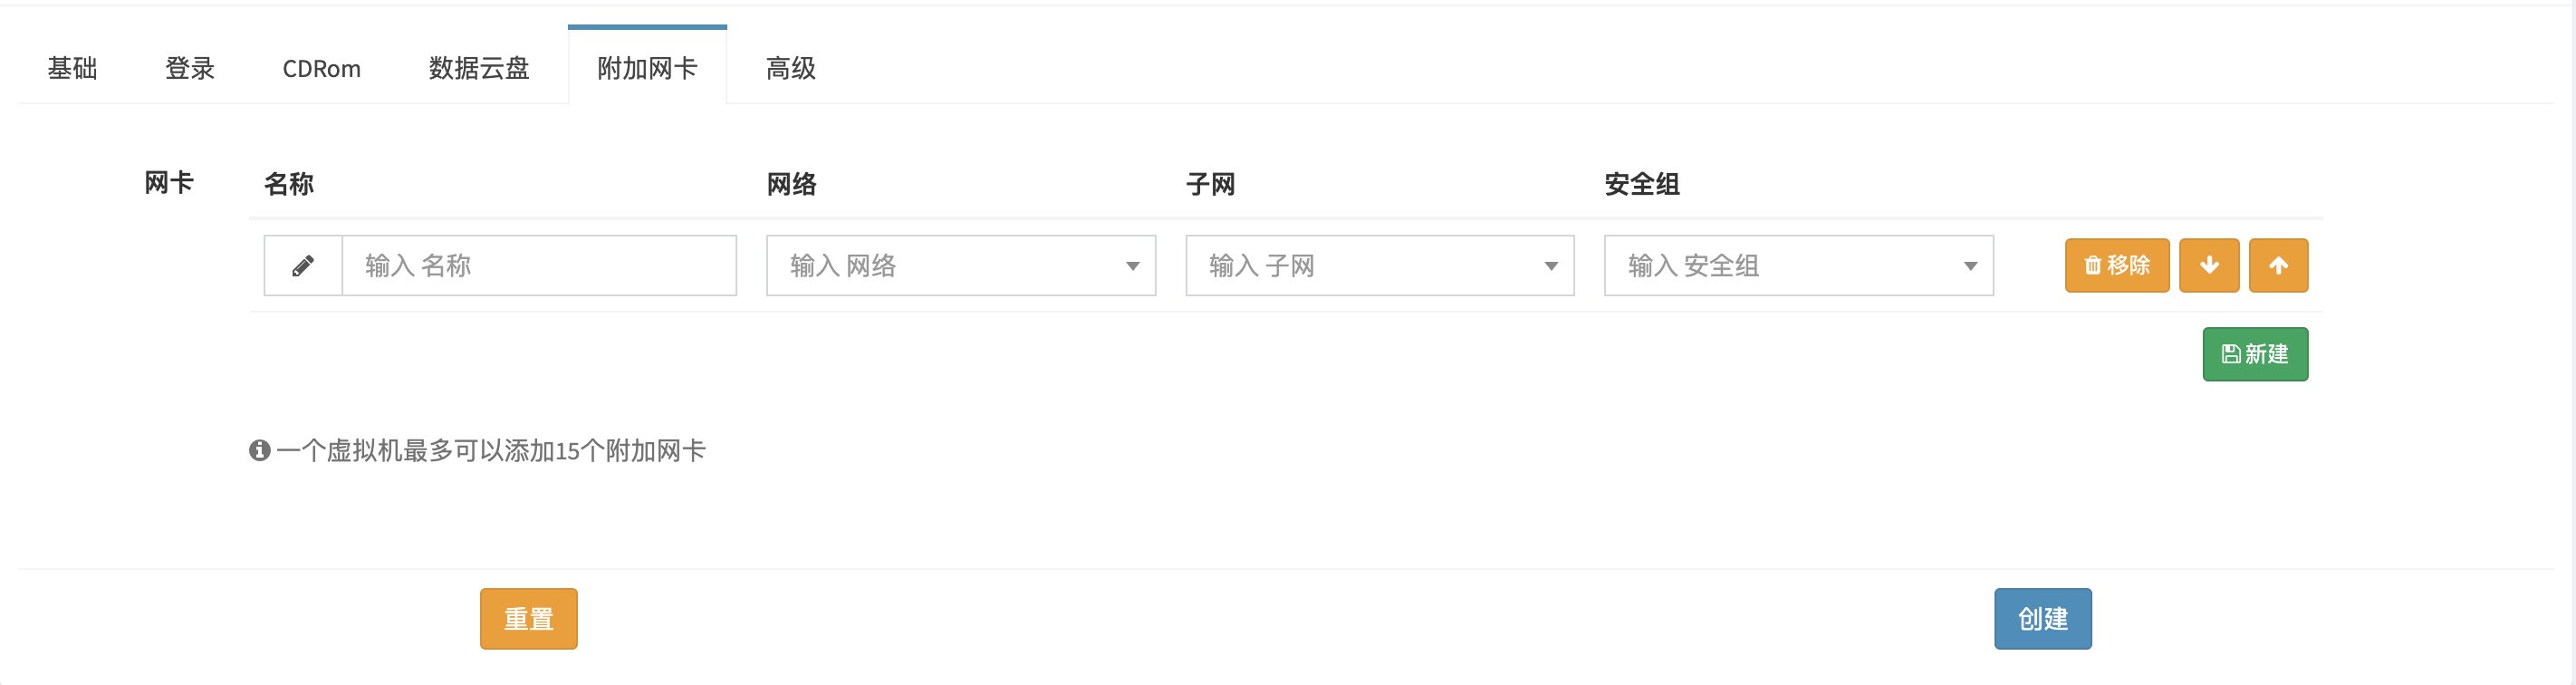 基础 登录 CDRom 数据云盘 附加网卡 高级
网卡 名称 网络 子网 安全组
输入 名称 输入 网络 输入 子网 输入 安全组 移除
新建
一个虚拟机最多可以添加15个附加网卡
重置 创建